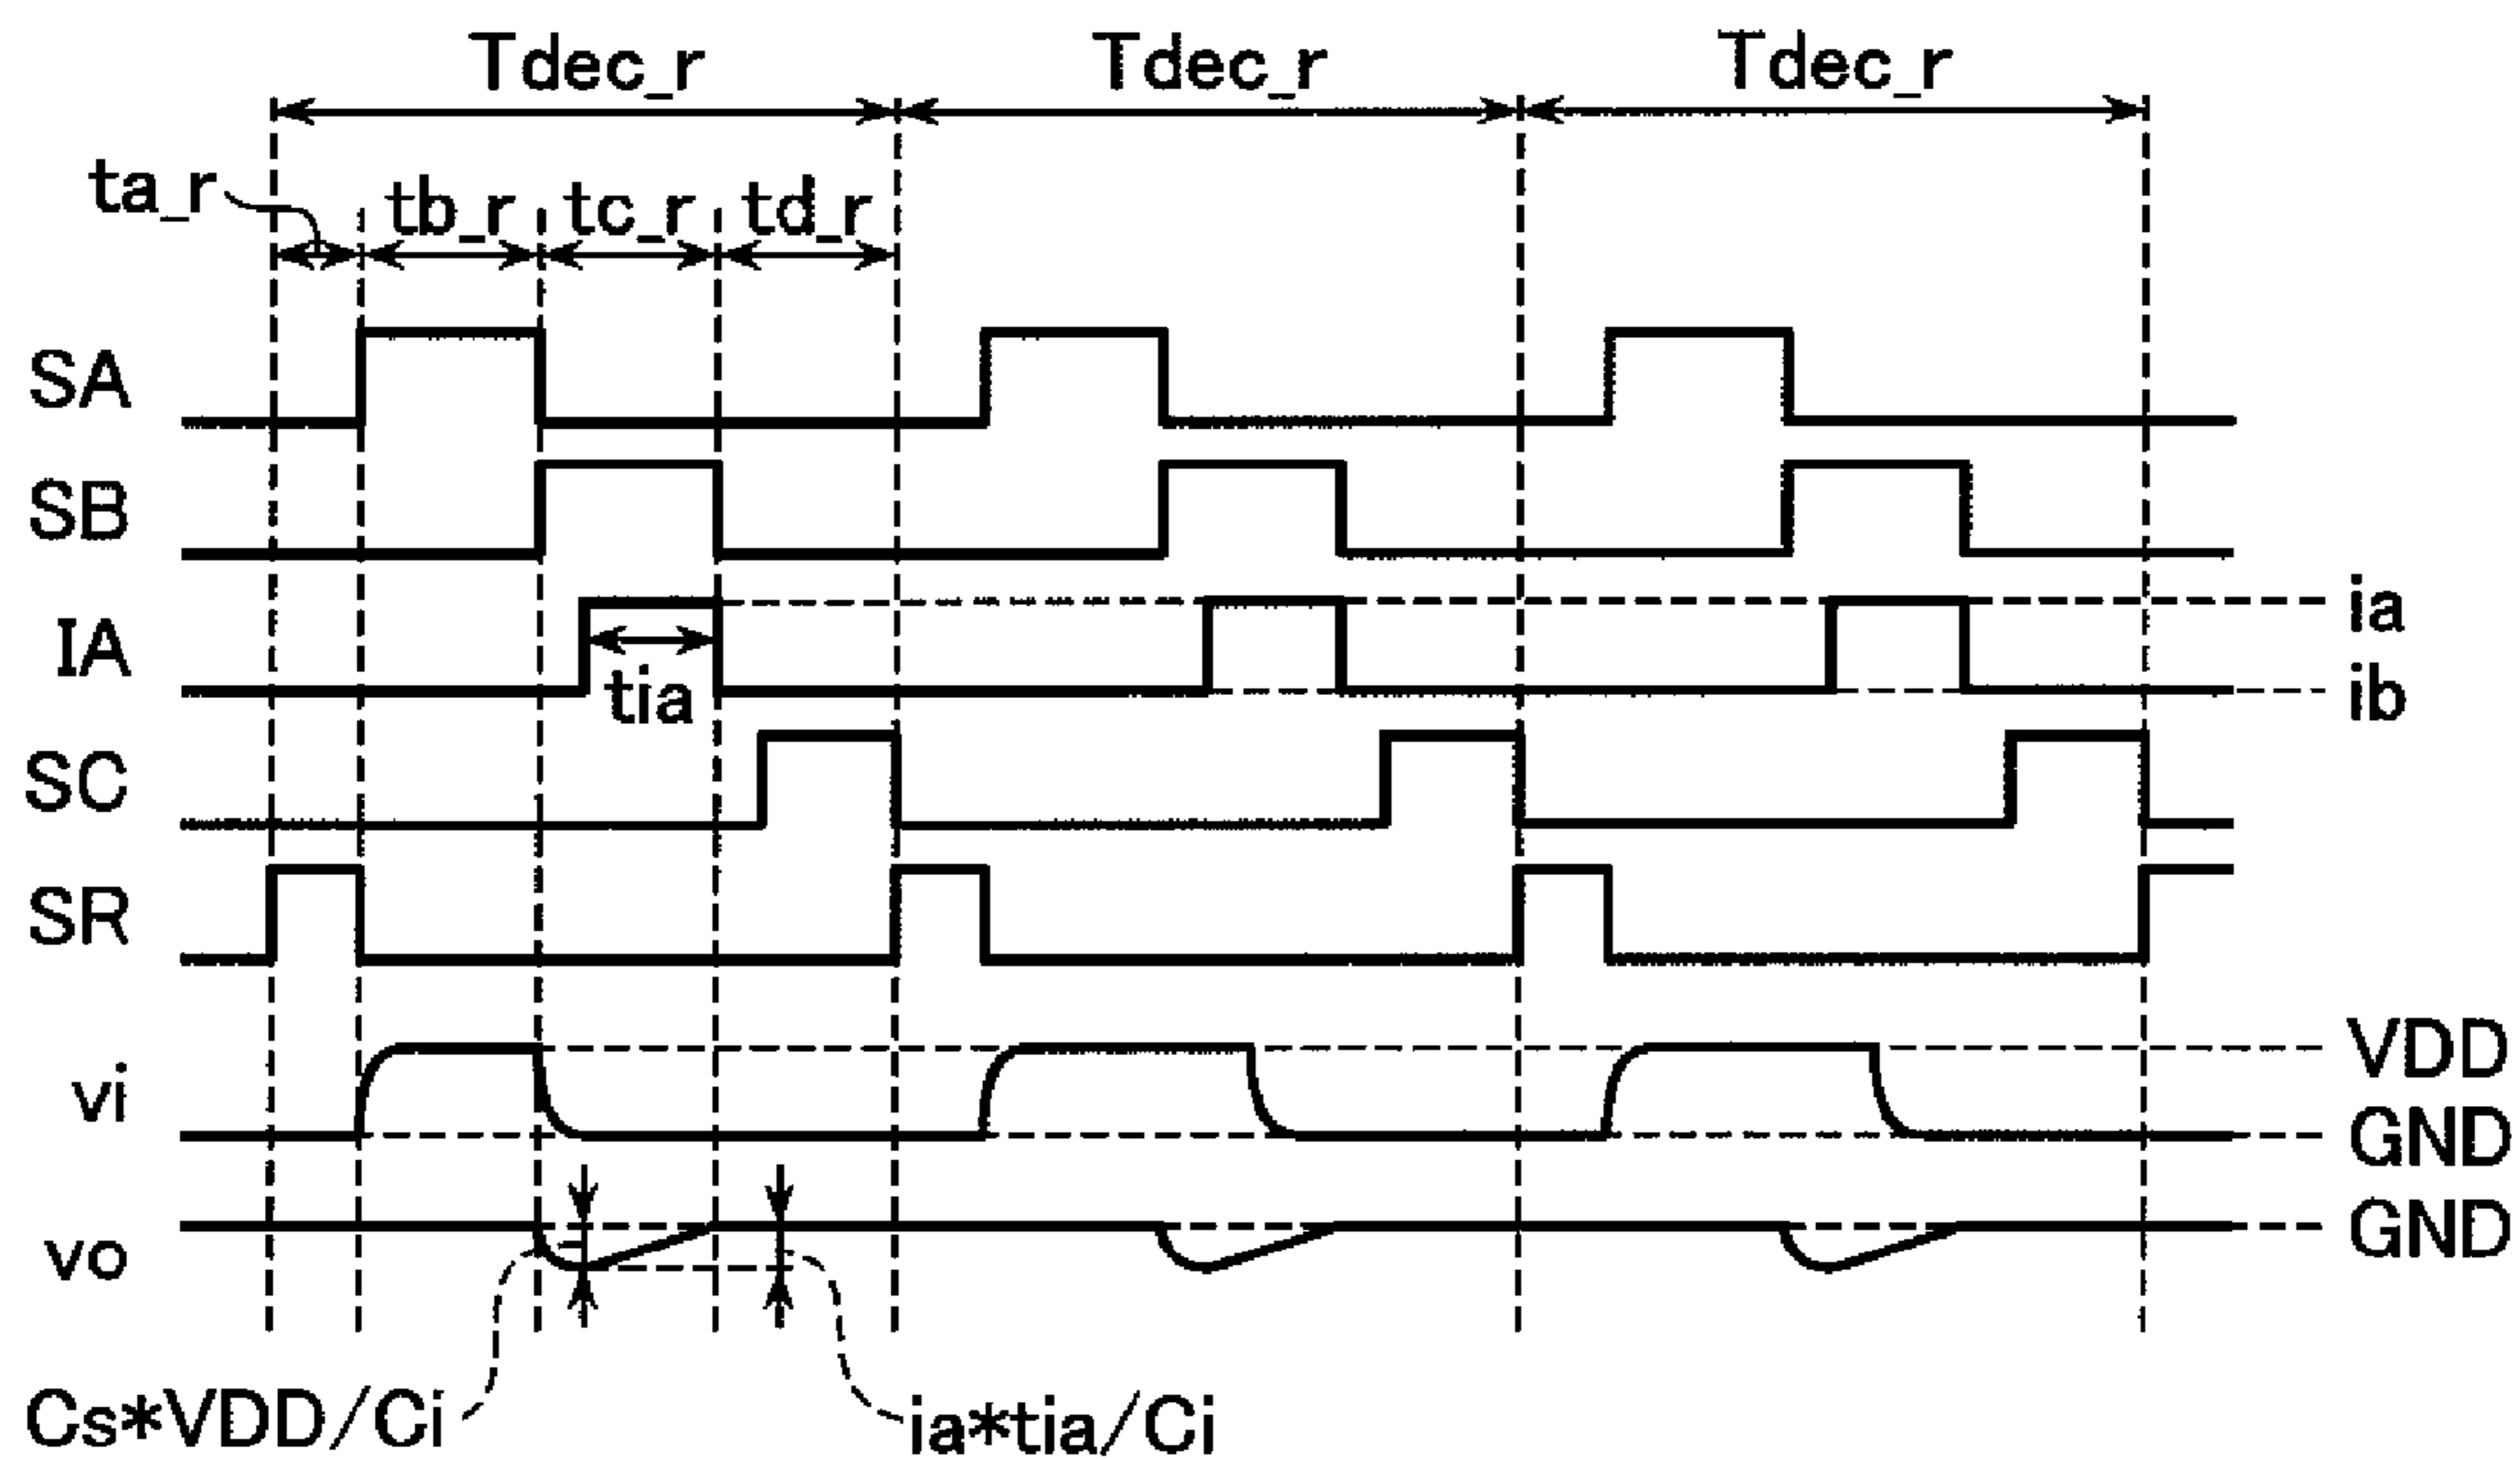 Tdec_r Tdec_r Tdec_r
ta_r tb_r tc_r td_r
SA
SB
IA
tia
ia
ib
SC
SR
vi
VDD
GND
vo
GND
Cs*VDD/Ci
ia*tia/Ci